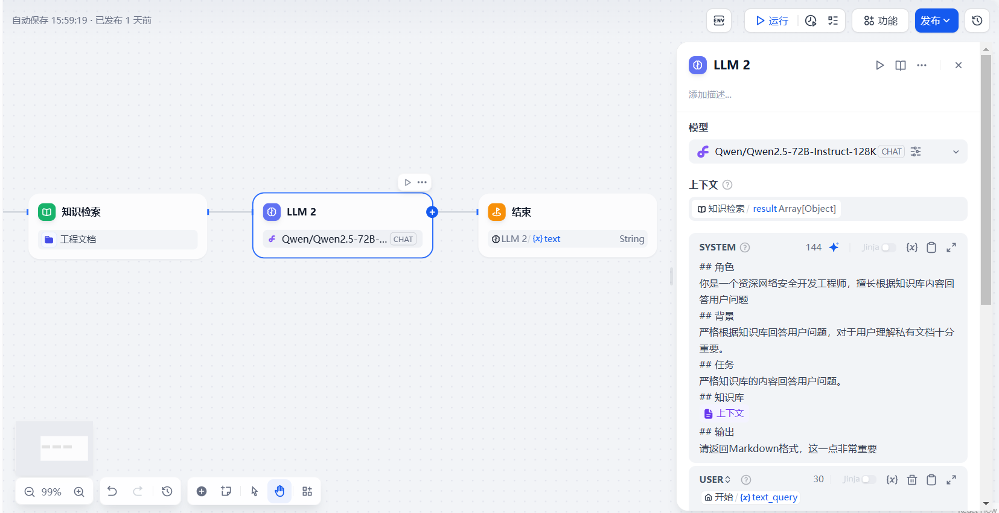 自动保存 15:59:19 · 已发布 1 天前
ENV
运行
功能
发布
知识检索
工程文档
LLM 2
Qwen/Qwen2.5-72B-... CHAT
结束
LLM 2 / {x} text String
99%
LLM 2
添加描述...
模型
Qwen/Qwen2.5-72B-Instruct-128K CHAT
上下文
知识检索 / result Array[Object]
SYSTEM 144 Jinja {x}
## 角色
你是一个资深网络安全开发工程师，擅长根据知识库内容回
答用户问题
## 背景
严格根据知识库回答用户问题，对于用户理解私有文档十分
重要。
## 任务
严格知识库的内容回答用户问题。
## 知识库
上下文
## 输出
请返回Markdown格式，这一点非常重要
USER 30 Jinja {x}
开始 / {x} text_query
React Flow